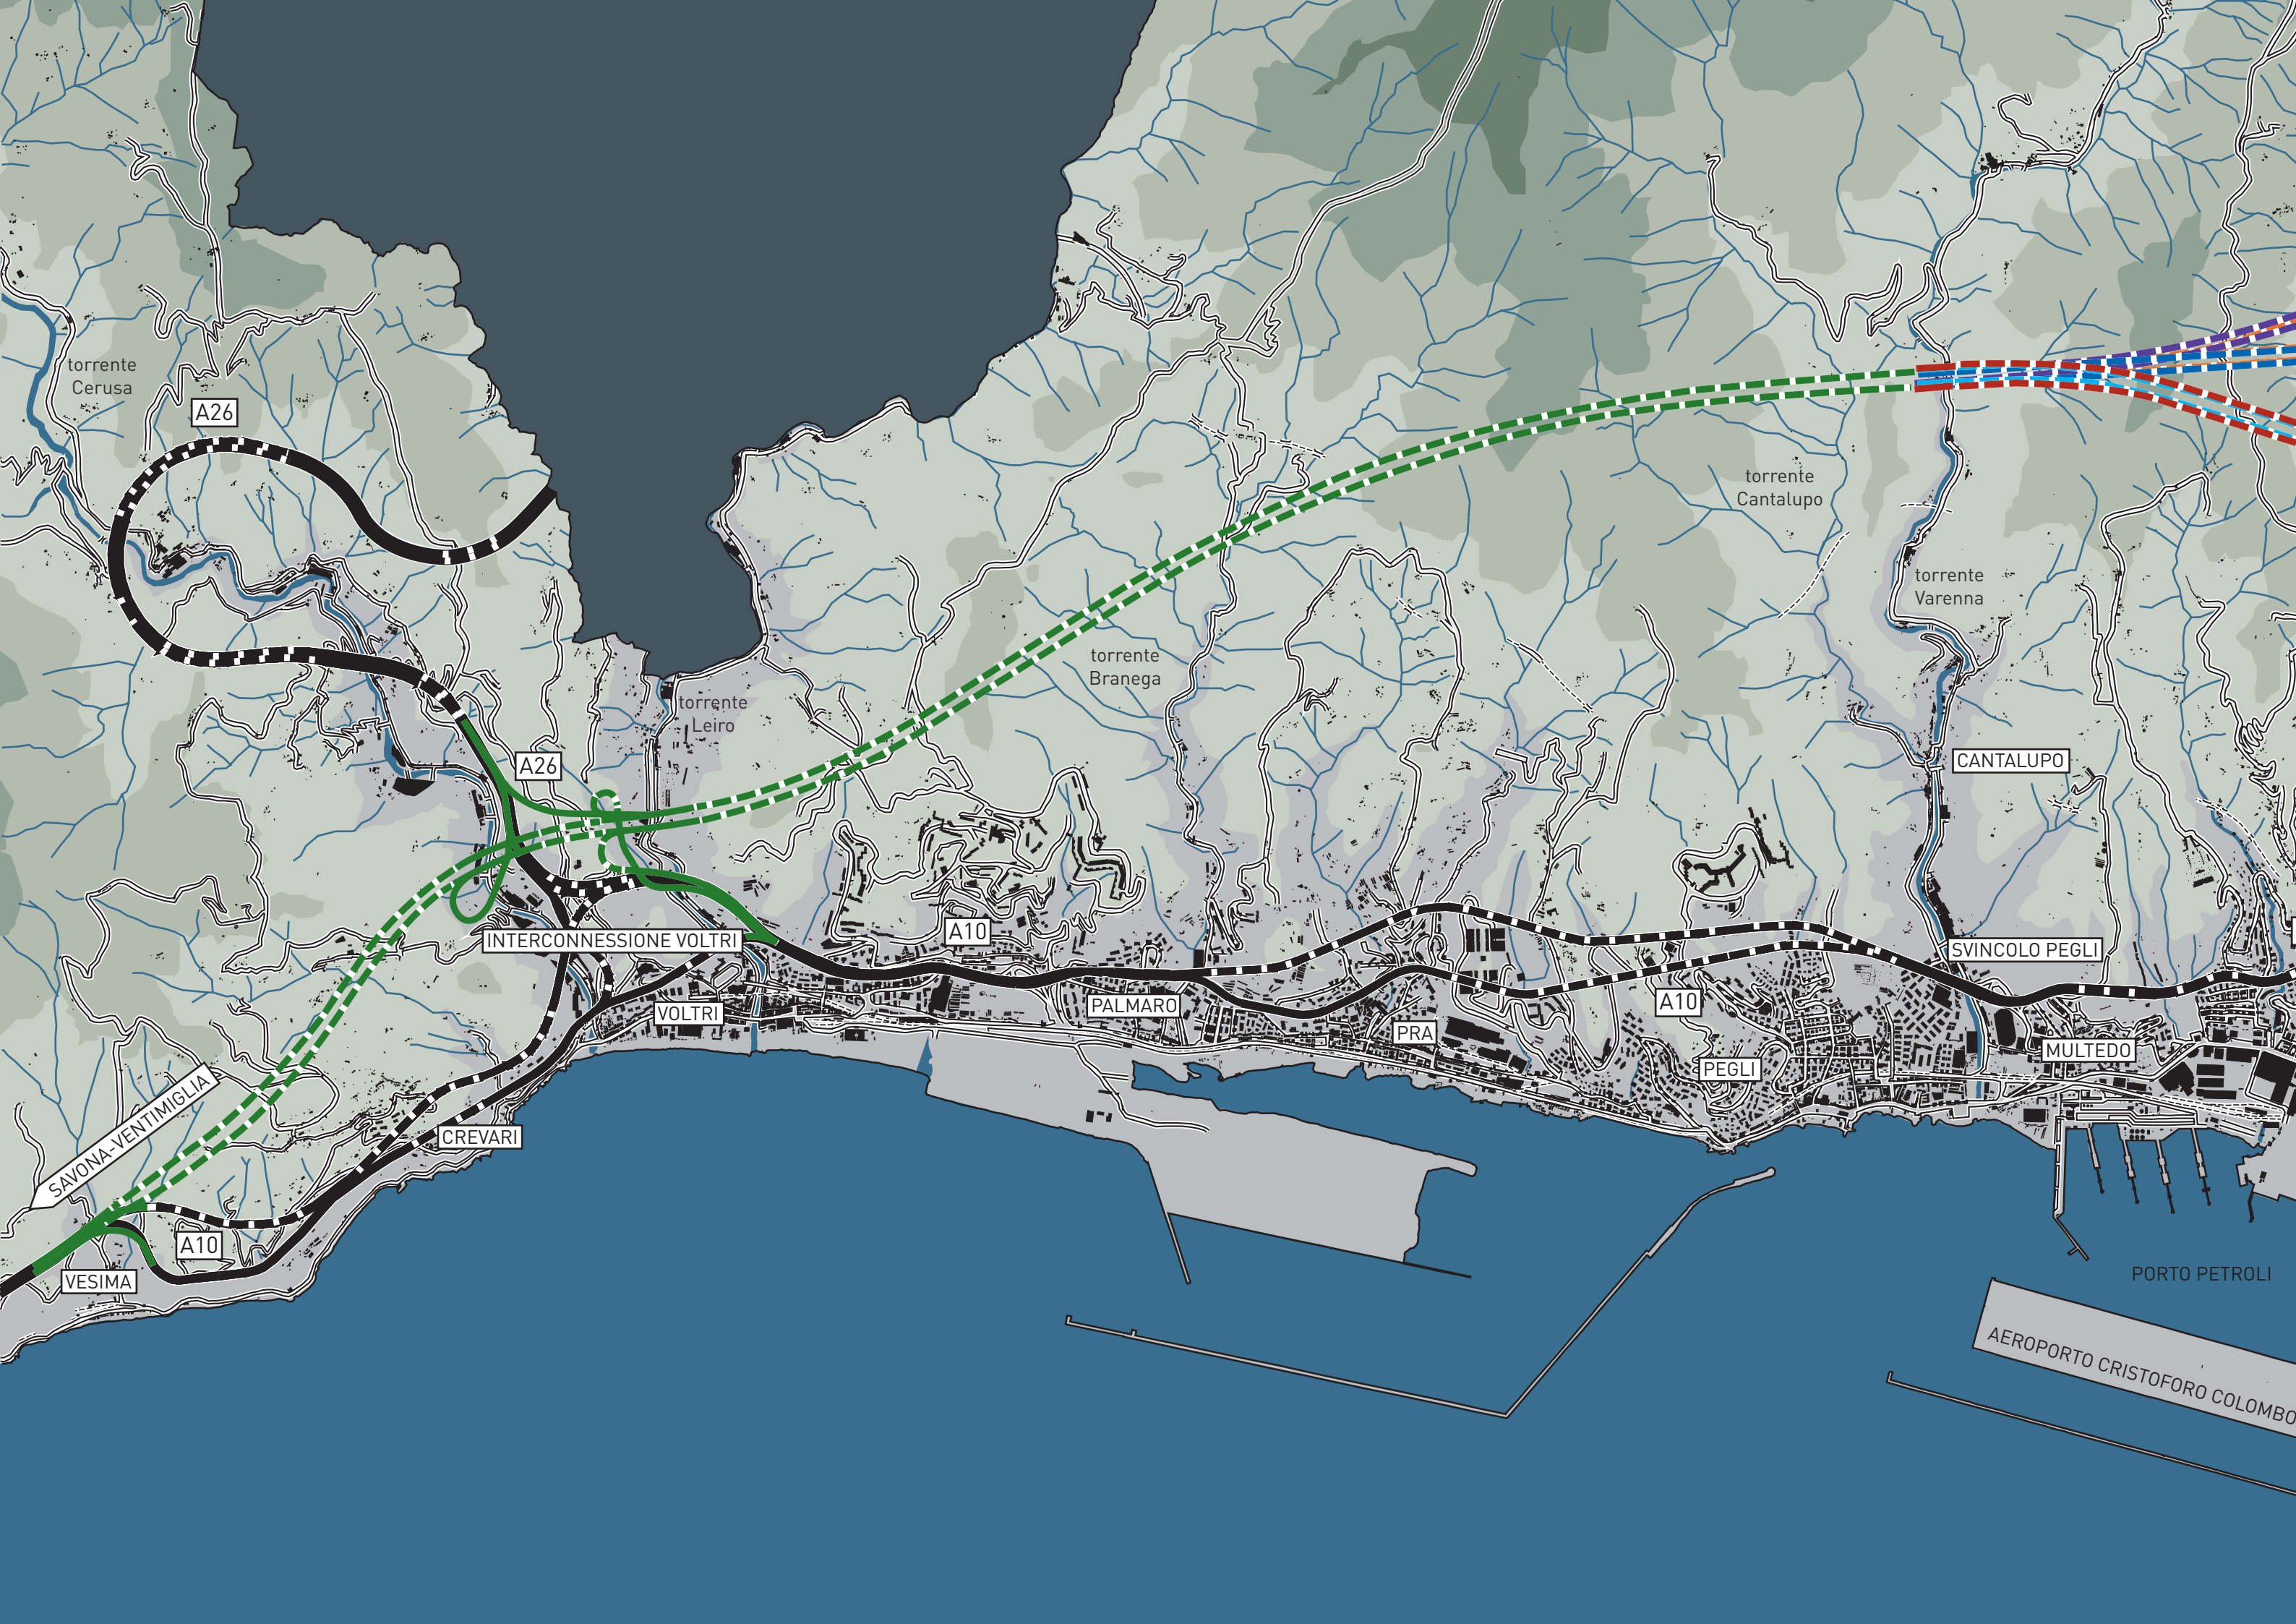 torrente
Cerusa
A26
torrente
Cantalupo
torrente
Varenna
torrente
Branega
torrente
Leiro
A26
CANTALUPO
INTERCONNESSIONE VOLTRI
A10
SVINCOLO PEGLI
VOLTRI
PALMARO
A10
PRA
MULTEDO
PEGLI
SAVONA-VENTIMIGLIA
CREVARI
A10
VESIMA
PORTO PETROLI
AEROPORTO CRISTOFORO COLOMBO